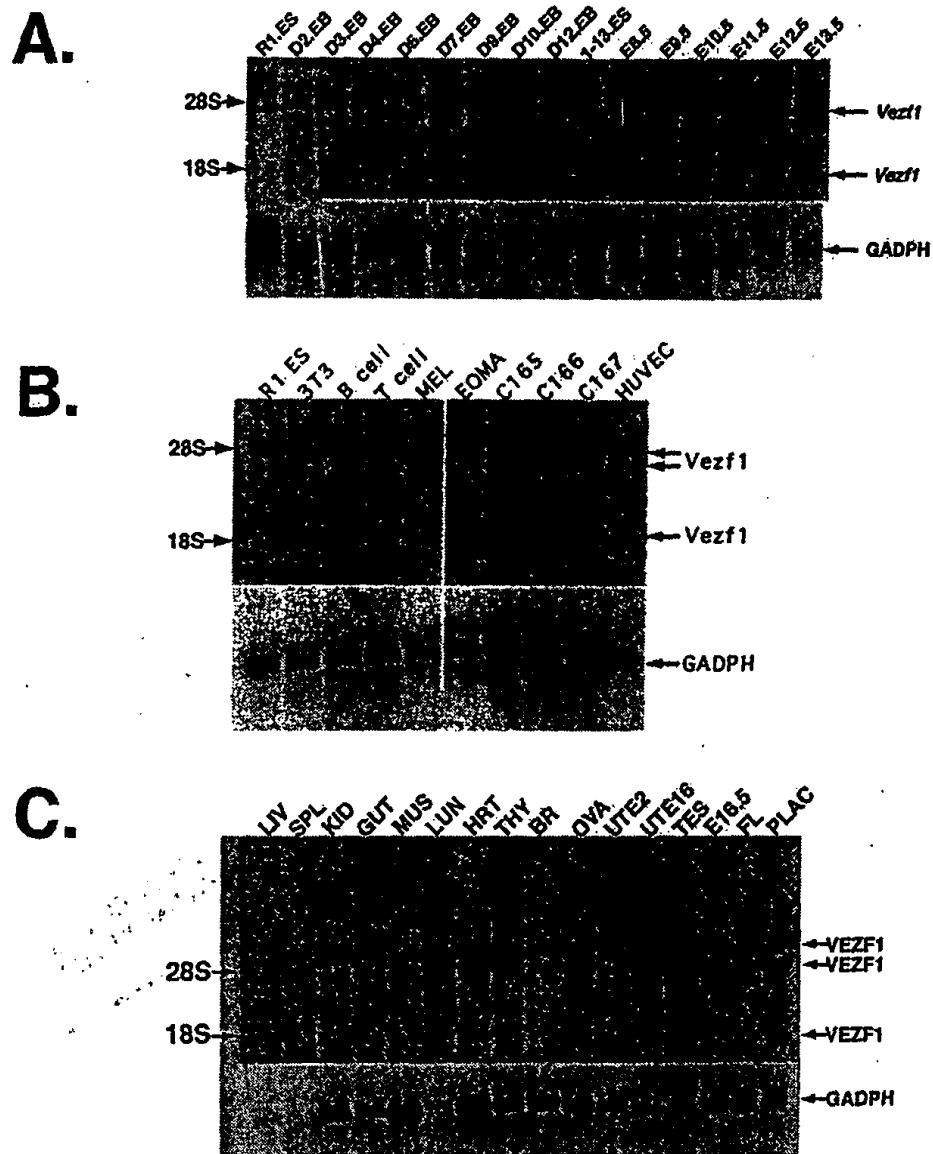 A.
R1.ES D2.EB D3.EB D4.EB D6.EB D7.EB D9.EB D10.EB D12.EB 1-13.ES E8.5 E9.5 E10.5 E11.5 E12.5 E13.5
28S
Vezf1
18S
Vezf1
GADPH
B.
R1.ES 3T3 B cell T cell MEL EOMA C165 C166 C167 HUVEC
28S
Vezf1
18S
Vezf1
GADPH
C.
LIV SPL KID GUT MUS LUN HRT THY BR OVA UTE2 UTE16 TES E16.5 FL PLAC
VEZF1
VEZF1
28S
18S
VEZF1
GADPH